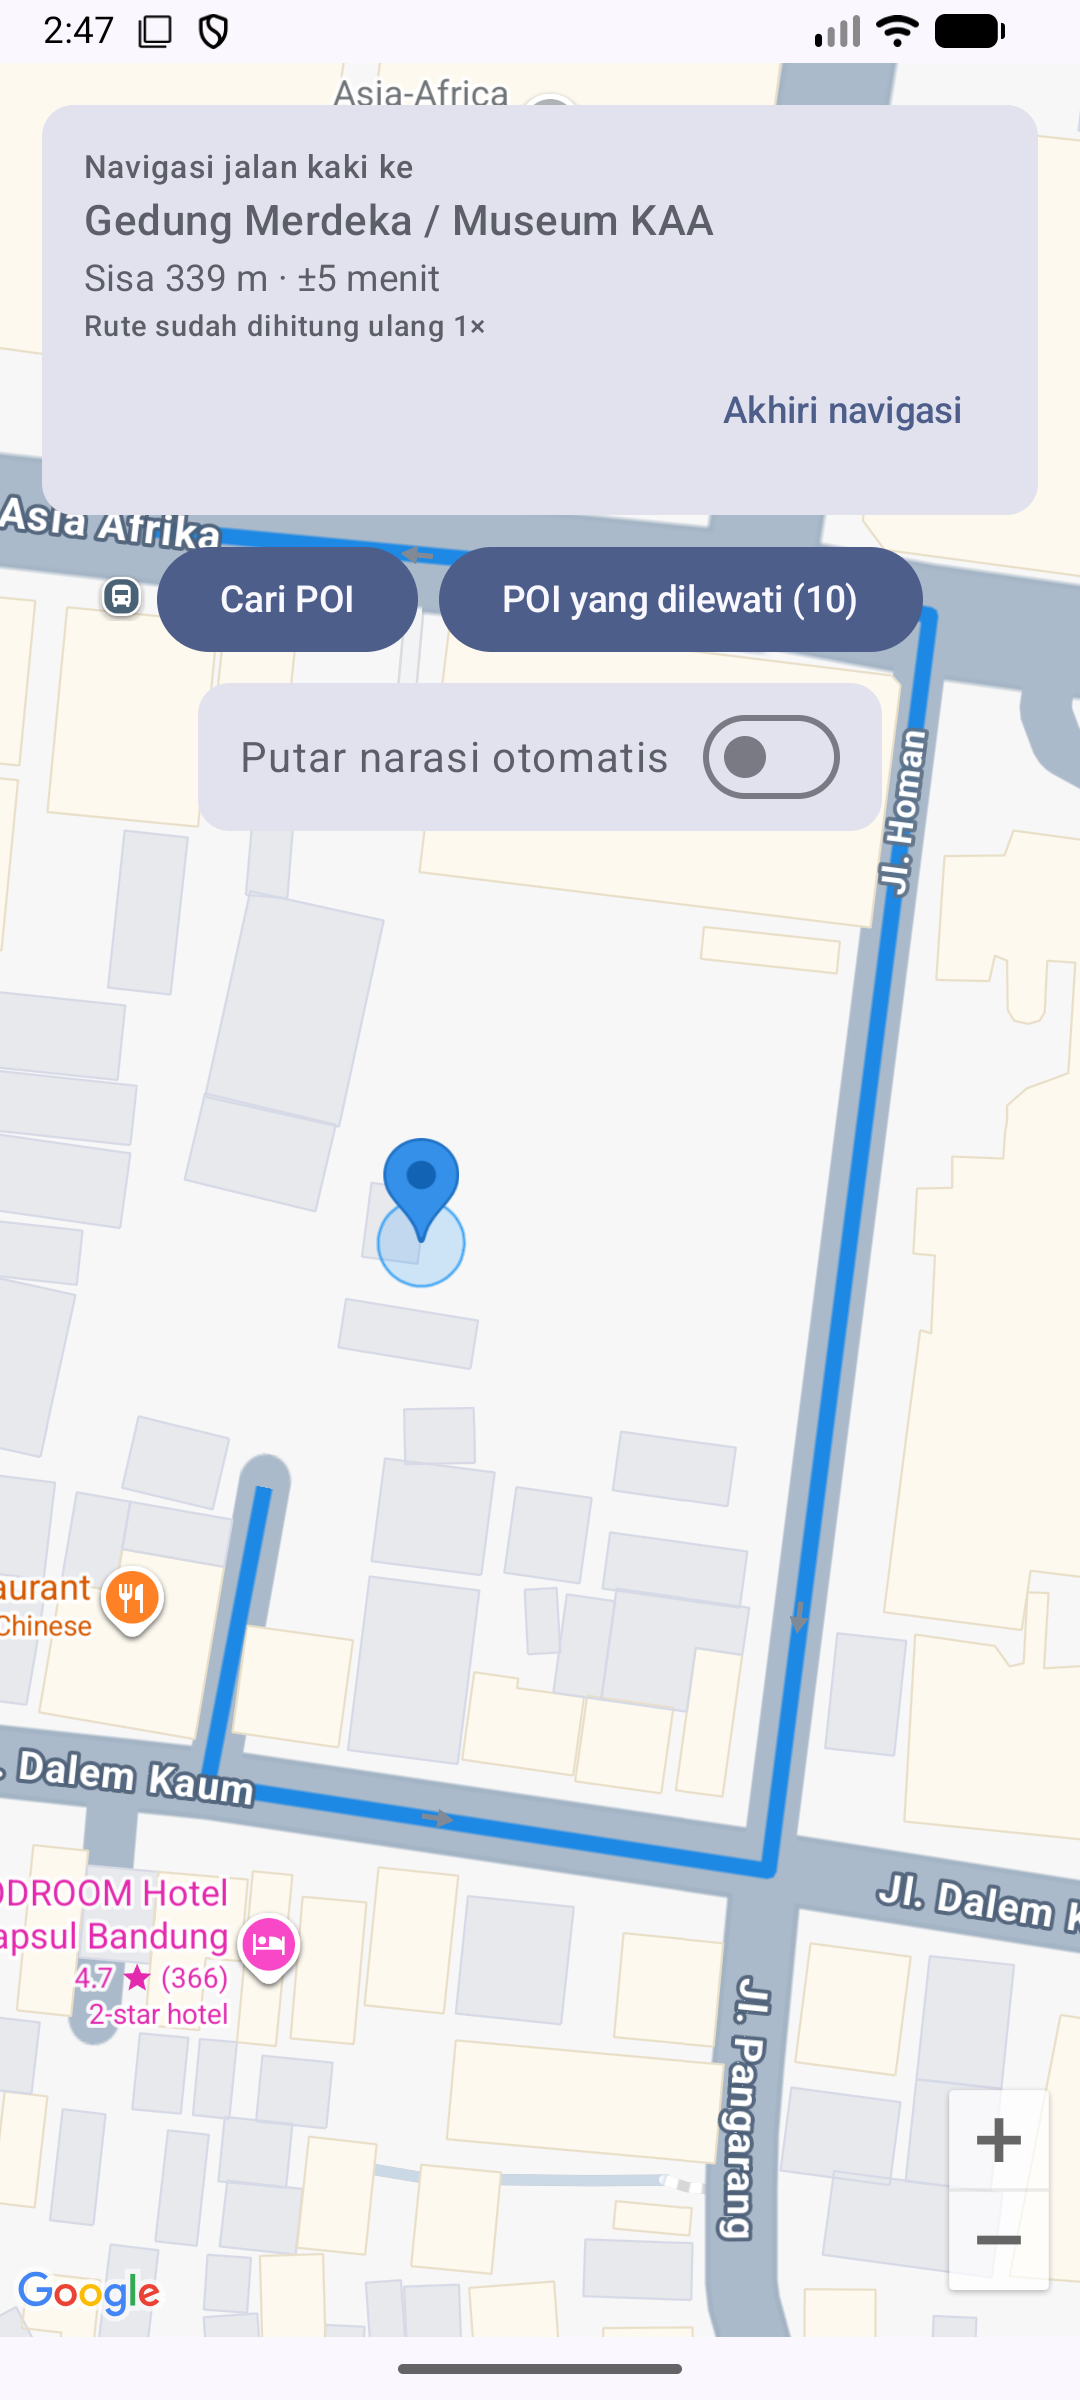 2:47
Asia-Africa
Navigasi jalan kaki ke
Gedung Merdeka / Museum KAA
Sisa 339 m · ±5 menit
Rute sudah dihitung ulang 1×
Akhiri navigasi
Asia Afrika
Cari POI
POI yang dilewati (10)
Putar narasi otomatis
Jl. Homan
aurant
Chinese
. Dalem Kaum
Jl. Dalem K
ODROOM Hotel
apsul Bandung
4.7 ★ (366)
2-star hotel
Jl. Pangarang
+
−
Google